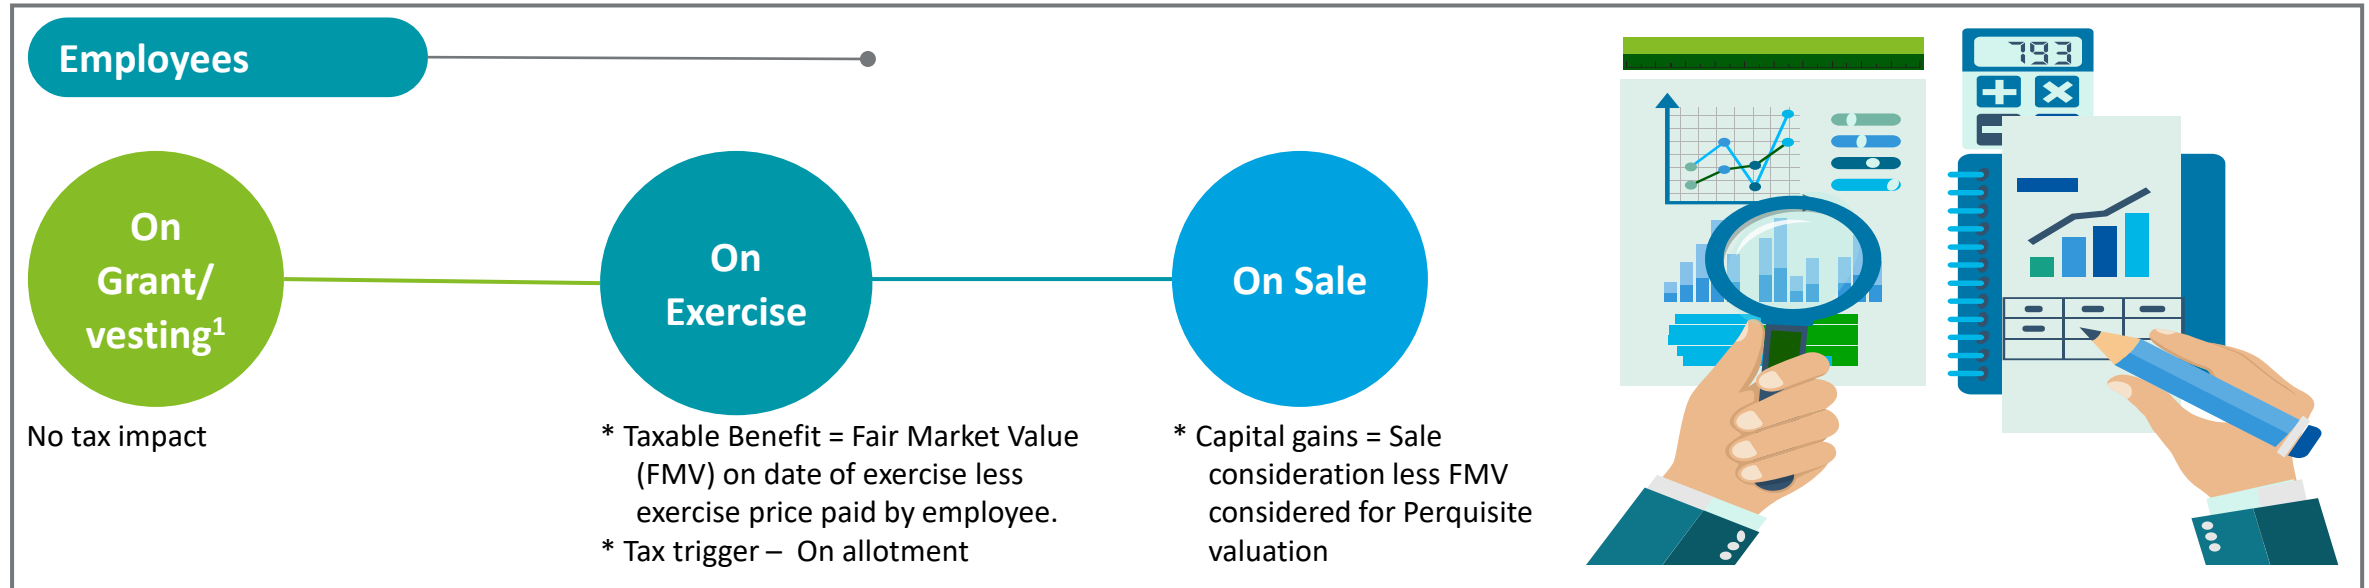 Employees
793
On
Grant/
vesting1
On
Exercise
On Sale
No tax impact
* Taxable Benefit = Fair Market Value
(FMV) on date of exercise less
exercise price paid by employee.
* Tax trigger – On allotment
* Capital gains = Sale
consideration less FMV
considered for Perquisite
valuation